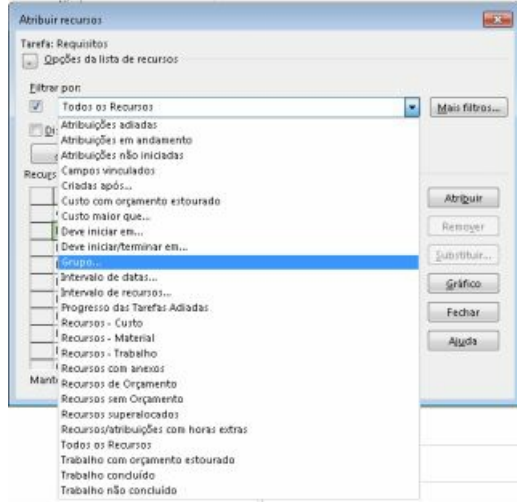 Atribuir recursos
Tarefa: Requisitos
Opções da lista de recursos
Filtrar por:
Todos os Recursos
Mais filtros...
Di
Atribuições adiadas
Atribuições em andamento
Atribuições não iniciadas
Campos vinculados
Recurs
Criadas após...
Custo com orçamento estourado
Atribuir
Custo maior que...
Deve iniciar em...
Remover
Deve iniciar/terminar em...
Grupo...
Substituir...
Intervalo de datas...
Gráfico
Intervalo de recursos...
Progresso das Tarefas Adiadas
Fechar
Recursos - Custo
Recursos - Material
Ajuda
Recursos - Trabalho
Recursos com anexos
Mant
Recursos de Orçamento
Recursos sem Orçamento
Recursos superalocados
Recursos/atribuições com horas extras
Todos os Recursos
Trabalho com orçamento estourado
Trabalho concluído
Trabalho não concluído